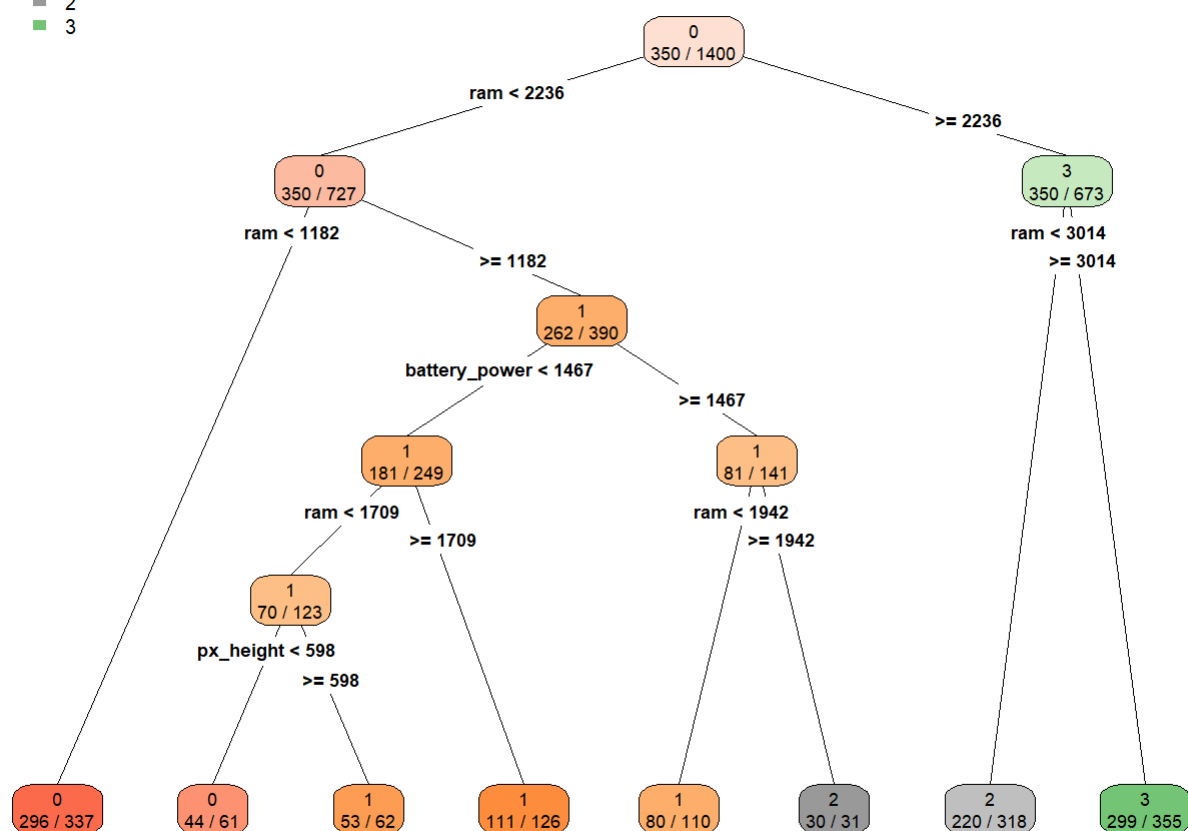 2
3
0
350 / 1400
ram < 2236
>= 2236
0
350 / 727
3
350 / 673
ram < 1182
>= 1182
ram < 3014
>= 3014
1
262 / 390
battery_power < 1467
>= 1467
1
181 / 249
1
81 / 141
ram < 1709
>= 1709
ram < 1942
>= 1942
1
70 / 123
px_height < 598
>= 598
0
296 / 337
0
44 / 61
1
53 / 62
1
111 / 126
1
80 / 110
2
30 / 31
2
220 / 318
3
299 / 355